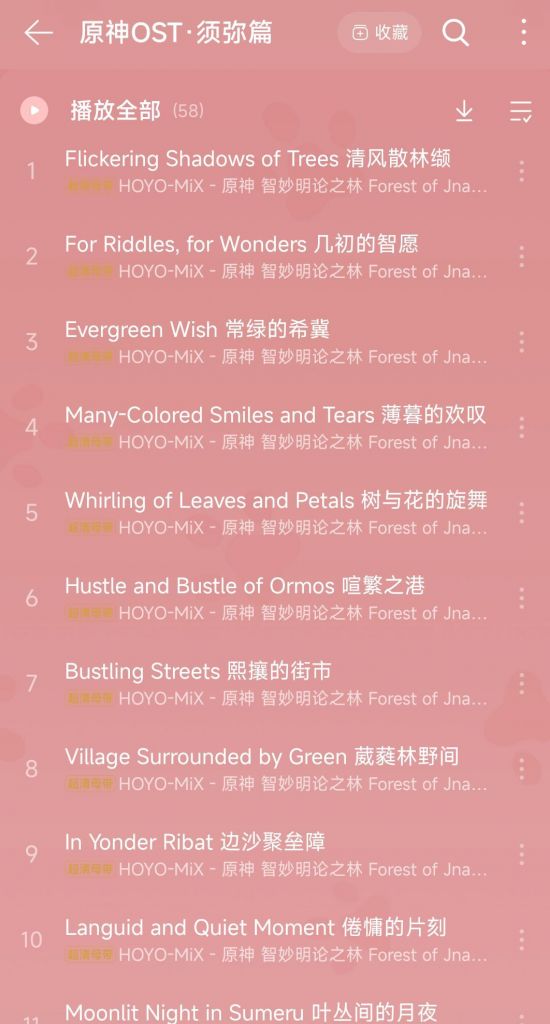 原神OST·须弥篇
收藏
播放全部 (58)
1
Flickering Shadows of Trees 清风散林缬
超清母带 HOYO-MiX - 原神 智妙明论之林 Forest of Jna...
2
For Riddles, for Wonders 几初的智愿
超清母带 HOYO-MiX - 原神 智妙明论之林 Forest of Jna...
3
Evergreen Wish 常绿的希冀
超清母带 HOYO-MiX - 原神 智妙明论之林 Forest of Jna...
4
Many-Colored Smiles and Tears 薄暮的欢叹
超清母带 HOYO-MiX - 原神 智妙明论之林 Forest of Jna...
5
Whirling of Leaves and Petals 树与花的旋舞
超清母带 HOYO-MiX - 原神 智妙明论之林 Forest of Jna...
6
Hustle and Bustle of Ormos 喧繁之港
超清母带 HOYO-MiX - 原神 智妙明论之林 Forest of Jna...
7
Bustling Streets 熙攘的街市
超清母带 HOYO-MiX - 原神 智妙明论之林 Forest of Jna...
8
Village Surrounded by Green 葳蕤林野间
超清母带 HOYO-MiX - 原神 智妙明论之林 Forest of Jna...
9
In Yonder Ribat 边沙聚垒障
超清母带 HOYO-MiX - 原神 智妙明论之林 Forest of Jna...
10
Languid and Quiet Moment 倦慵的片刻
超清母带 HOYO-MiX - 原神 智妙明论之林 Forest of Jna...
11
Moonlit Night in Sumeru 叶丛间的月夜